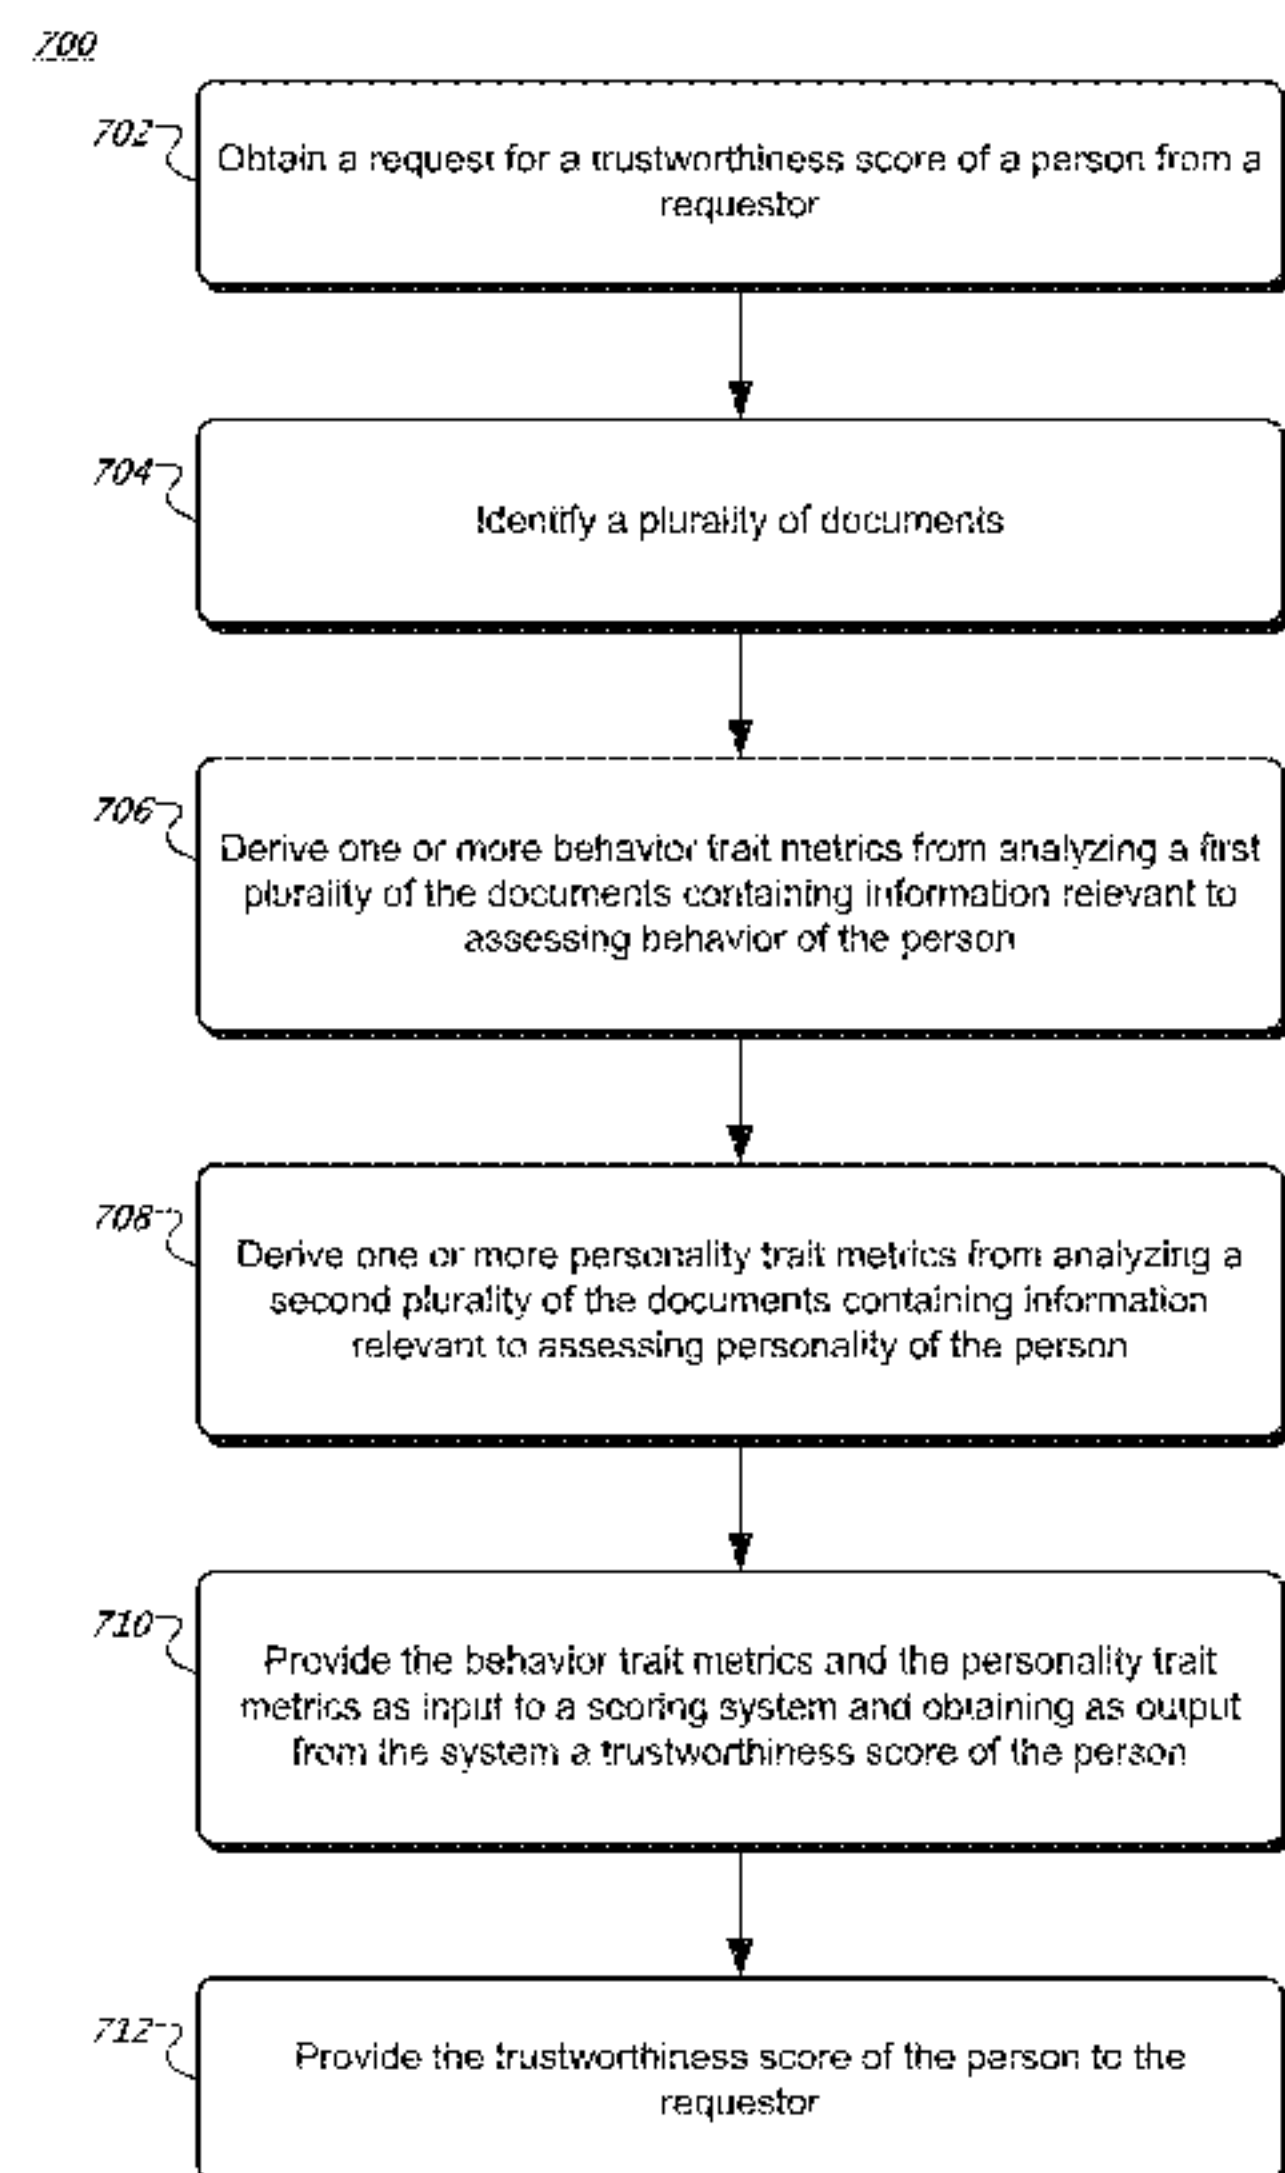 700
702
Obtain a request for a trustworthiness score of a person from a
requestor
704
Identify a plurality of documents
706
Derive one or more behavior trait metrics from analyzing a first
plurality of the documents containing information relevant to
assessing behavior of the person
708
Derive one or more personality trait metrics from analyzing a
second plurality of the documents containing information
relevant to assessing personality of the person
710
Provide the behavior trait metrics and the personality trait
metrics as input to a scoring system and obtaining as output
from the system a trustworthiness score of the person
712
Provide the trustworthiness score of the person to the
requestor